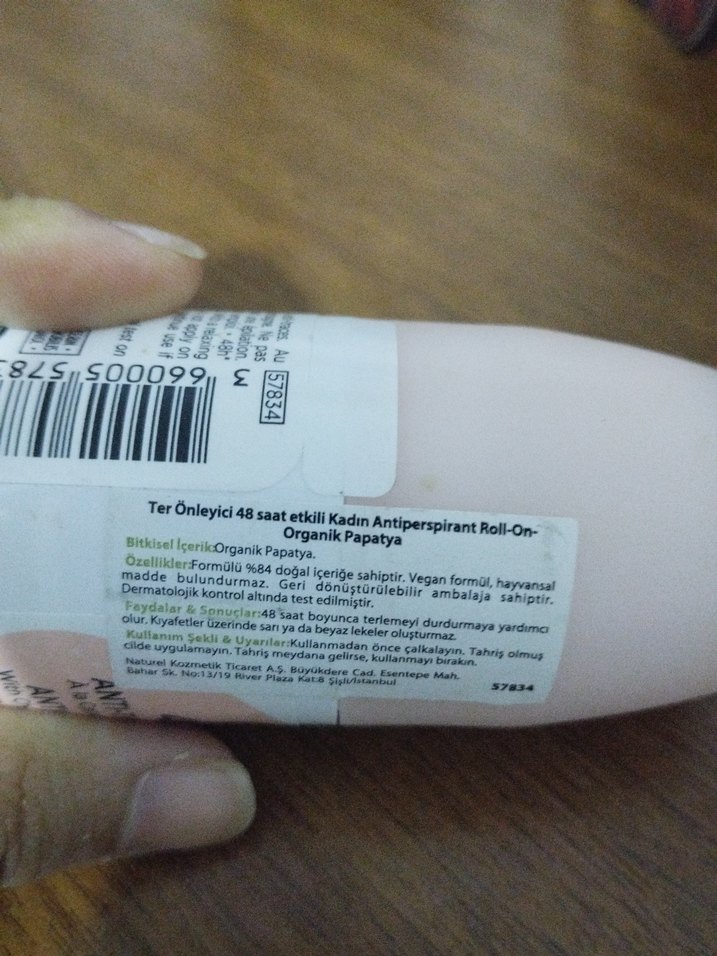 57834
3
660005 5783
Ter Önleyici 48 saat etkili Kadın Antiperspirant Roll-On-
Organik Papatya
Bitkisel İçerik:Organik Papatya.
Özellikler:Formülü %84 doğal içeriğe sahiptir. Vegan formül, hayvansal
madde bulundurmaz. Geri dönüştürülebilir ambalaja sahiptir.
Dermatolojik kontrol altında test edilmiştir.
Faydalar & Sonuçlar:48 saat boyunca terlemeyi durdurmaya yardımcı
olur. Kıyafetler üzerinde sarı ya da beyaz lekeler oluşturmaz.
Kullanım Şekli & Uyarılar:Kullanmadan önce çalkalayın. Tahriş olmuş
cilde uygulamayın. Tahriş meydana gelirse, kullanmayı bırakın.
Naturel Kozmetik Ticaret A.Ş. Büyükdere Cad. Esentepe Mah.
Bahar Sk. No:13/19 River Plaza Kat:8 Şişli/İstanbul
57834